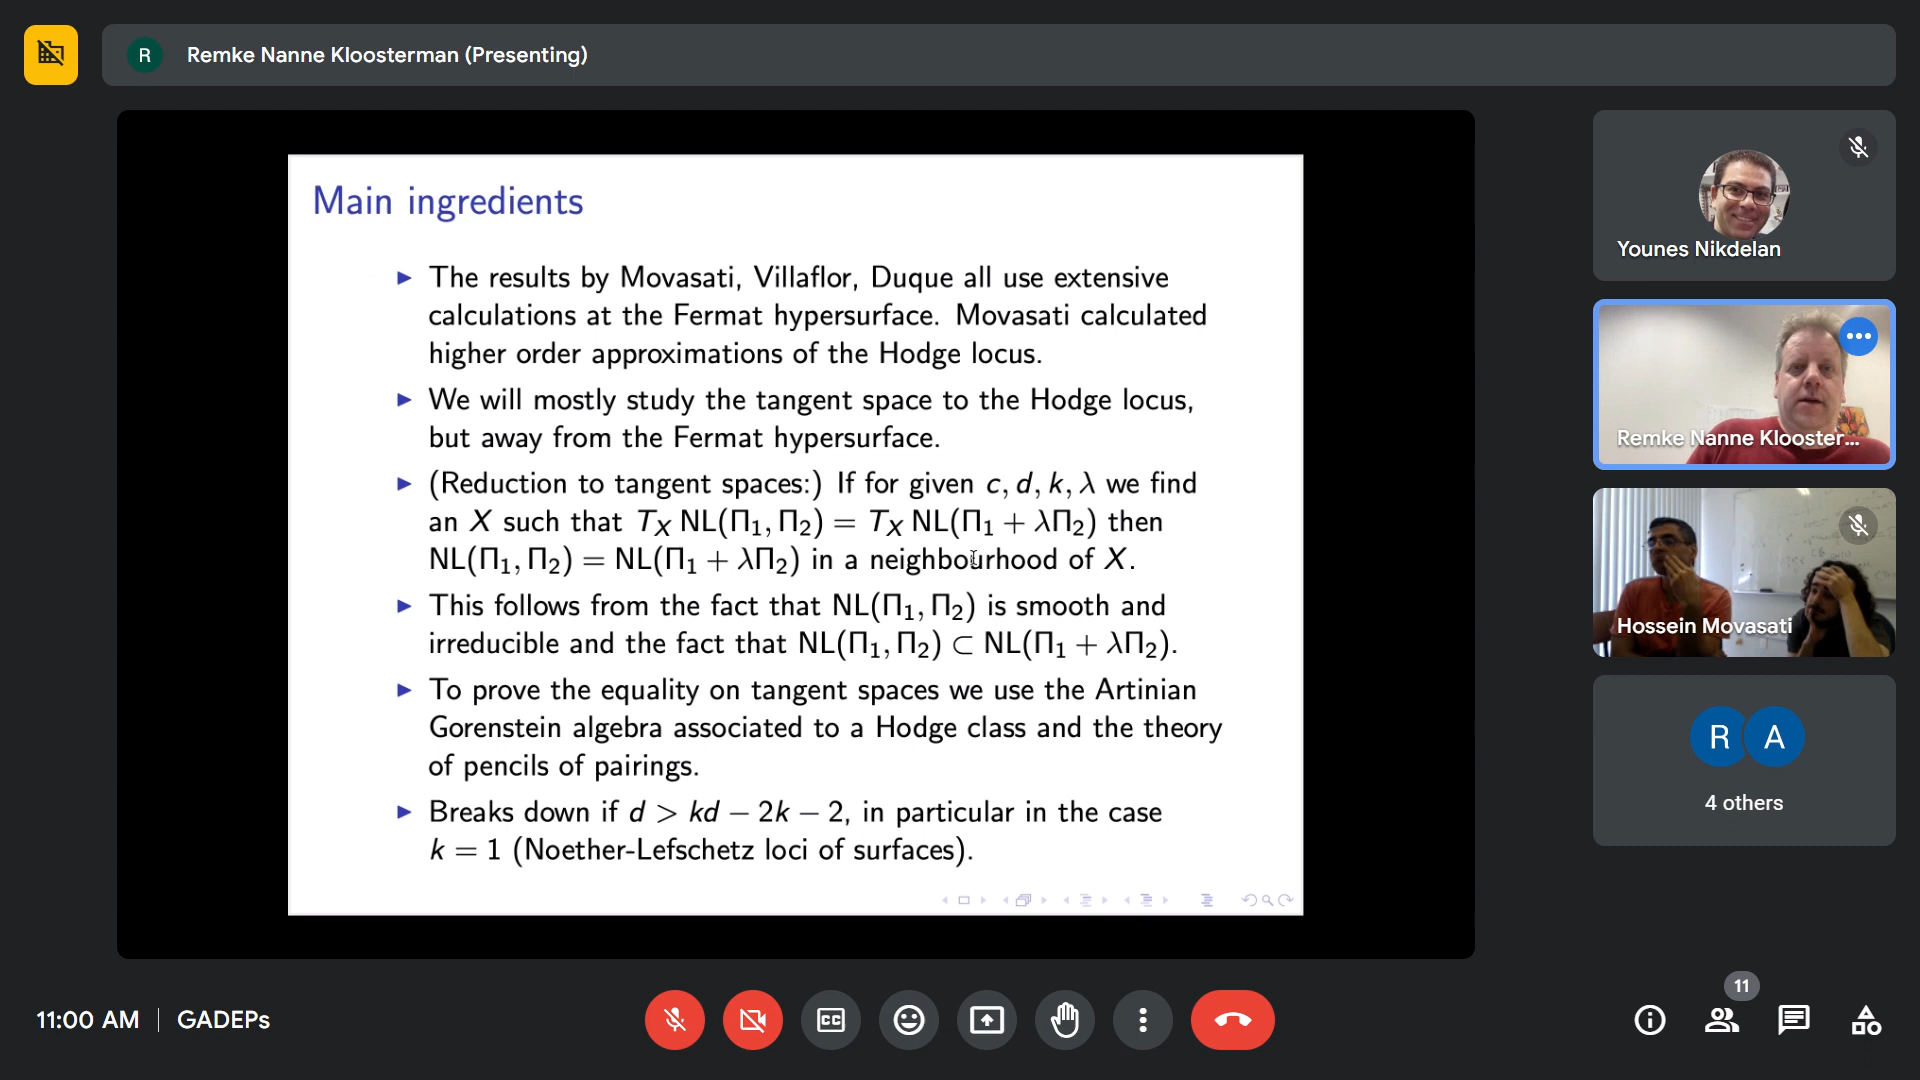 R Remke Nanne Kloosterman (Presenting)
Main ingredients
▶ The results by Movasati, Villaflor, Duque all use extensive
calculations at the Fermat hypersurface. Movasati calculated
higher order approximations of the Hodge locus.
▶ We will mostly study the tangent space to the Hodge locus,
but away from the Fermat hypersurface.
▶ (Reduction to tangent spaces:) If for given c, d, k, λ we find
an X such that T_X NL(Π₁, Π₂) = T_X NL(Π₁ + λΠ₂) then
NL(Π₁, Π₂) = NL(Π₁ + λΠ₂) in a neighbourhood of X.
▶ This follows from the fact that NL(Π₁, Π₂) is smooth and
irreducible and the fact that NL(Π₁, Π₂) ⊂ NL(Π₁ + λΠ₂).
▶ To prove the equality on tangent spaces we use the Artinian
Gorenstein algebra associated to a Hodge class and the theory
of pencils of pairings.
▶ Breaks down if d > kd − 2k − 2, in particular in the case
k = 1 (Noether-Lefschetz loci of surfaces).
Younes Nikdelan
Remke Nanne Klooster...
Hossein Movasati
R A
4 others
11:00 AM | GADEPs
CC
11